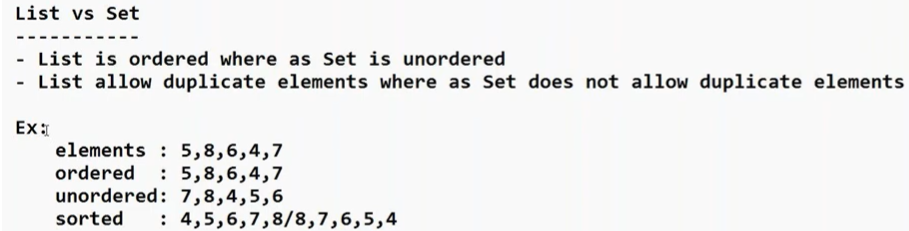 List vs Set
-----------
- List is ordered where as Set is unordered
- List allow duplicate elements where as Set does not allow duplicate elements
Ex:
elements : 5,8,6,4,7
ordered  : 5,8,6,4,7
unordered: 7,8,4,5,6
sorted   : 4,5,6,7,8/8,7,6,5,4